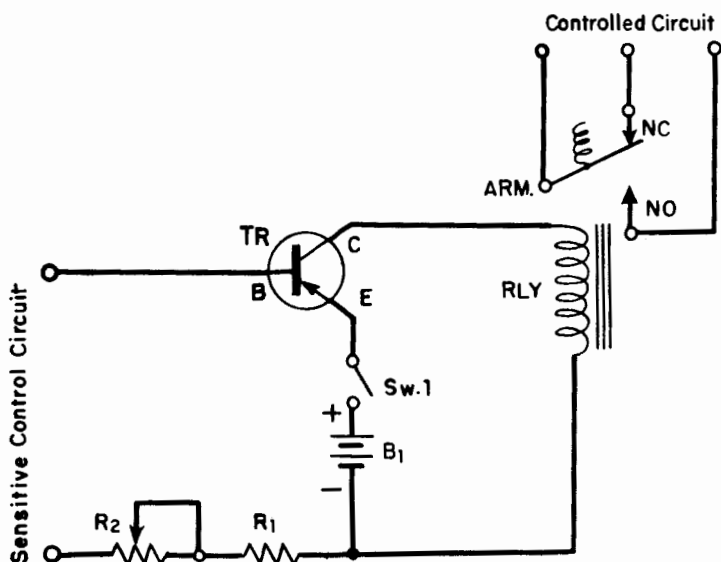 Controlled Circuit
NC
ARM.
NO
TR
C
B
E
RLY
Sw.1
+
B1
−
R2
R1
Sensitive Control Circuit